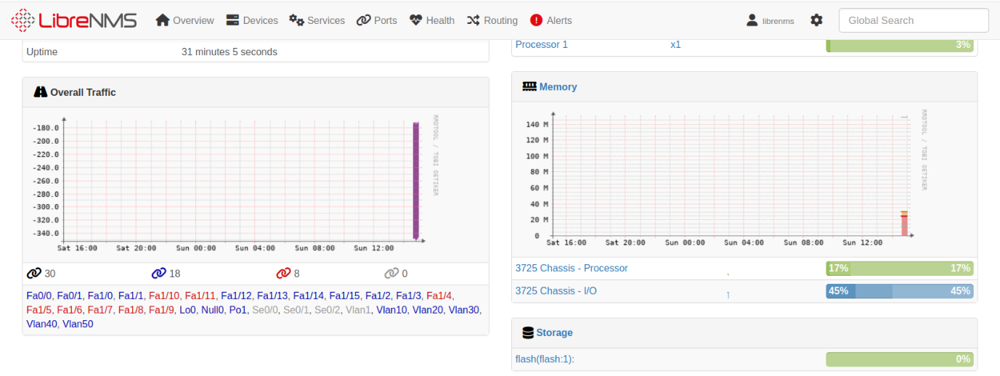 LibreNMS Overview Devices Services Ports Health Routing Alerts librenms Global Search
Uptime 31 minutes 5 seconds
Overall Traffic
-180.0
-200.0
-220.0
-240.0
-260.0
-280.0
-300.0
-320.0
-340.0
Sat 16:00 Sat 20:00 Sun 00:00 Sun 04:00 Sun 08:00 Sun 12:00
RRDTOOL / TOBI OETIKER
30 18 8 0
Fa0/0, Fa0/1, Fa1/0, Fa1/1, Fa1/10, Fa1/11, Fa1/12, Fa1/13, Fa1/14, Fa1/15, Fa1/2, Fa1/3, Fa1/4,
Fa1/5, Fa1/6, Fa1/7, Fa1/8, Fa1/9, Lo0, Null0, Po1, Se0/0, Se0/1, Se0/2, Vlan1, Vlan10, Vlan20, Vlan30,
Vlan40, Vlan50
Processor 1 x1 3%
Memory
140 M
120 M
100 M
80 M
60 M
40 M
20 M
0
Sat 16:00 Sat 20:00 Sun 00:00 Sun 04:00 Sun 08:00 Sun 12:00
RRDTOOL / TOBI OETIKER
3725 Chassis - Processor 17% 17%
3725 Chassis - I/O 45% 45%
Storage
flash(flash:1): 0%